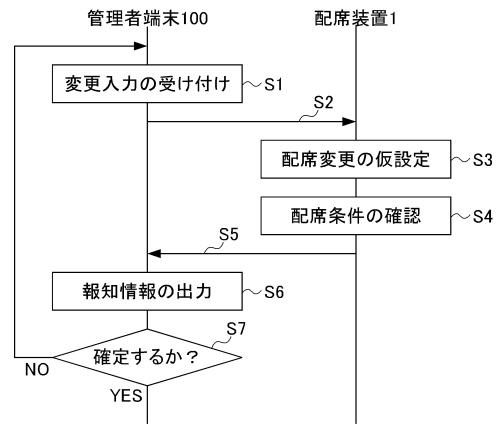 管理者端末100
配席装置1
変更入力の受け付け
S1
S2
配席変更の仮設定
S3
配席条件の確認
S4
S5
報知情報の出力
S6
S7
確定するか？
NO
YES